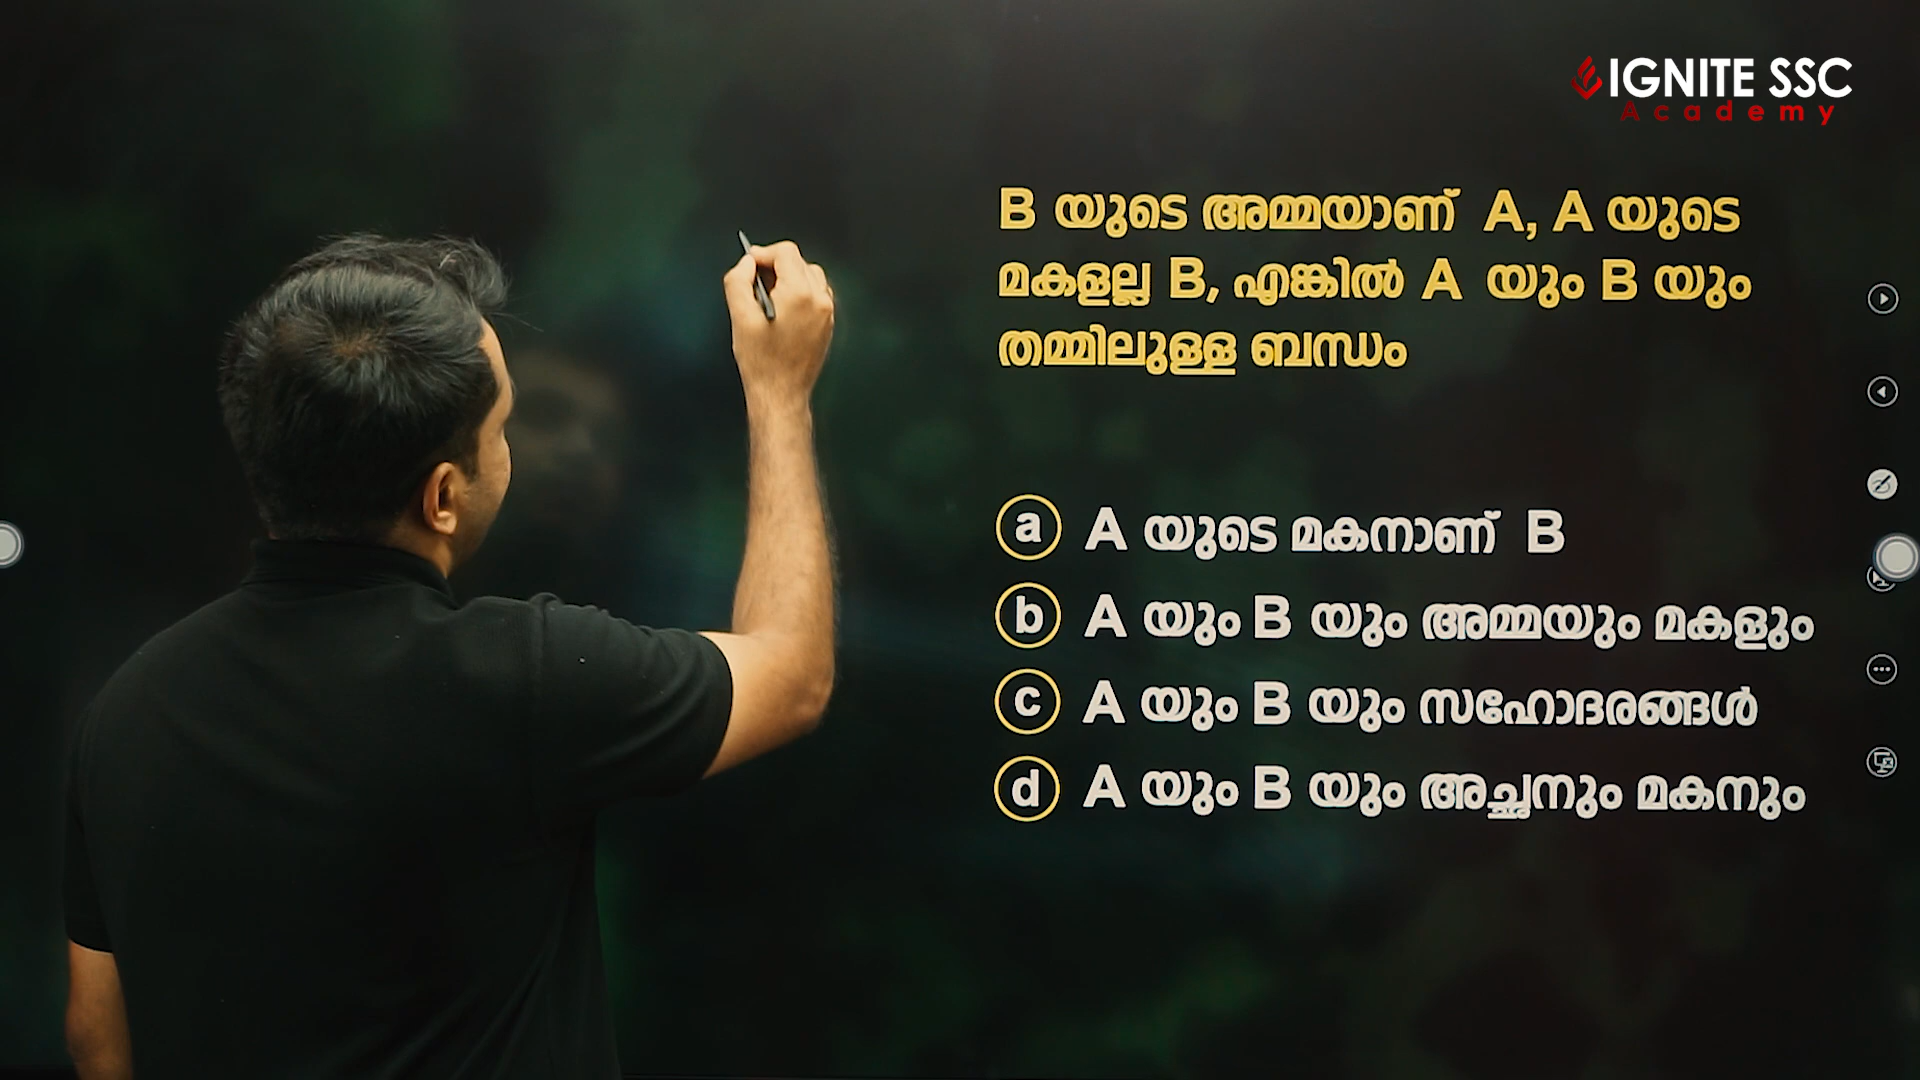 IGNITE SSC
Academy
B യുടെ അമ്മയാണ് A, A യുടെ
മകളല്ല B, എങ്കിൽ A യും B യും
തമ്മിലുള്ള ബന്ധം
a A യുടെ മകനാണ് B
b A യും B യും അമ്മയും മകളും
c A യും B യും സഹോദരങ്ങൾ
d A യും B യും അച്ഛനും മകനും